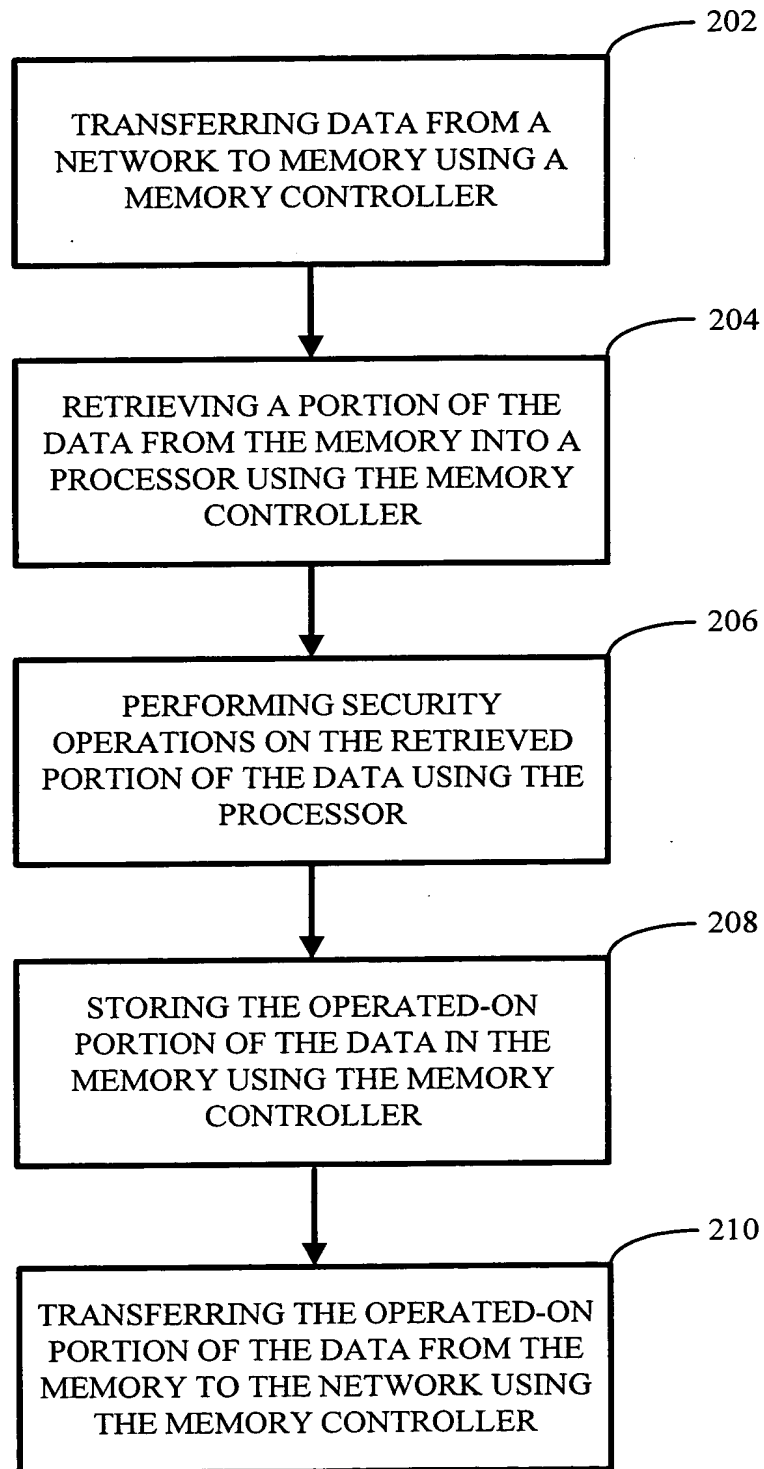 202
TRANSFERRING DATA FROM A
NETWORK TO MEMORY USING A
MEMORY CONTROLLER
204
RETRIEVING A PORTION OF THE
DATA FROM THE MEMORY INTO A
PROCESSOR USING THE MEMORY
CONTROLLER
206
PERFORMING SECURITY
OPERATIONS ON THE RETRIEVED
PORTION OF THE DATA USING THE
PROCESSOR
208
STORING THE OPERATED-ON
PORTION OF THE DATA IN THE
MEMORY USING THE MEMORY
CONTROLLER
210
TRANSFERRING THE OPERATED-ON
PORTION OF THE DATA FROM THE
MEMORY TO THE NETWORK USING
THE MEMORY CONTROLLER